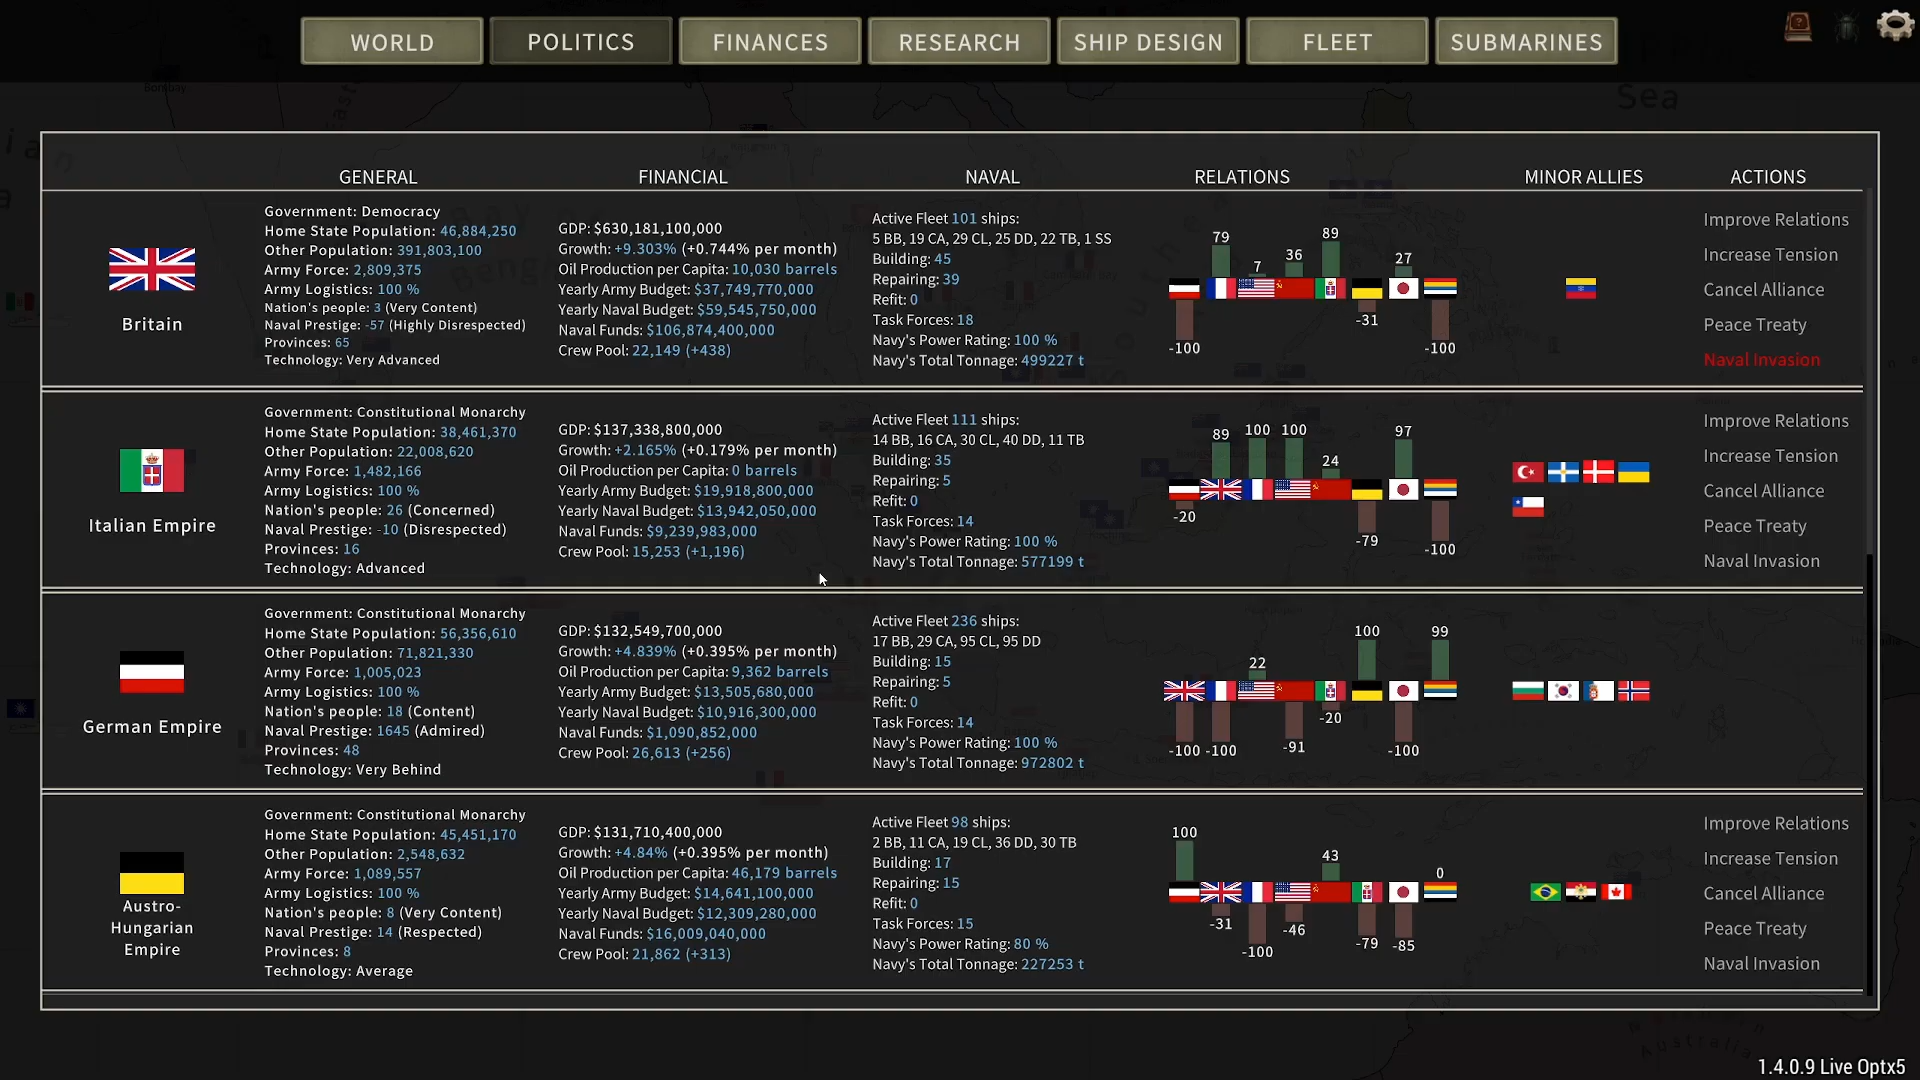 WORLD POLITICS FINANCES RESEARCH SHIP DESIGN FLEET SUBMARINES
Sea
GENERAL FINANCIAL NAVAL RELATIONS MINOR ALLIES ACTIONS
Britain
Government: Democracy
Home State Population: 46,884,250
Other Population: 391,803,100
Army Force: 2,809,375
Army Logistics: 100 %
Nation's people: 3 (Very Content)
Naval Prestige: -57 (Highly Disrespected)
Provinces: 65
Technology: Very Advanced
GDP: $630,181,100,000
Growth: +9.303% (+0.744% per month)
Oil Production per Capita: 10,030 barrels
Yearly Army Budget: $37,749,770,000
Yearly Naval Budget: $59,545,750,000
Naval Funds: $106,874,400,000
Crew Pool: 22,149 (+438)
Active Fleet 101 ships:
5 BB, 19 CA, 29 CL, 25 DD, 22 TB, 1 SS
Building: 45
Repairing: 39
Refit: 0
Task Forces: 18
Navy's Power Rating: 100 %
Navy's Total Tonnage: 499227 t
79 7 36 89 27
-100 -31 -100
Improve Relations
Increase Tension
Cancel Alliance
Peace Treaty
Naval Invasion
Italian Empire
Government: Constitutional Monarchy
Home State Population: 38,461,370
Other Population: 22,008,620
Army Force: 1,482,166
Army Logistics: 100 %
Nation's people: 26 (Concerned)
Naval Prestige: -10 (Disrespected)
Provinces: 16
Technology: Advanced
GDP: $137,338,800,000
Growth: +2.165% (+0.179% per month)
Oil Production per Capita: 0 barrels
Yearly Army Budget: $19,918,800,000
Yearly Naval Budget: $13,942,050,000
Naval Funds: $9,239,983,000
Crew Pool: 15,253 (+1,196)
Active Fleet 111 ships:
14 BB, 16 CA, 30 CL, 40 DD, 11 TB
Building: 35
Repairing: 5
Refit: 0
Task Forces: 14
Navy's Power Rating: 100 %
Navy's Total Tonnage: 577199 t
89 100 100 24 97
-20 -79 -100
Improve Relations
Increase Tension
Cancel Alliance
Peace Treaty
Naval Invasion
German Empire
Government: Constitutional Monarchy
Home State Population: 56,356,610
Other Population: 71,821,330
Army Force: 1,005,023
Army Logistics: 100 %
Nation's people: 18 (Content)
Naval Prestige: 1645 (Admired)
Provinces: 48
Technology: Very Behind
GDP: $132,549,700,000
Growth: +4.839% (+0.395% per month)
Oil Production per Capita: 9,362 barrels
Yearly Army Budget: $13,505,680,000
Yearly Naval Budget: $10,916,300,000
Naval Funds: $1,090,852,000
Crew Pool: 26,613 (+256)
Active Fleet 236 ships:
17 BB, 29 CA, 95 CL, 95 DD
Building: 15
Repairing: 5
Refit: 0
Task Forces: 14
Navy's Power Rating: 100 %
Navy's Total Tonnage: 972802 t
22 100 99
-100 -100 -91 -20 -100
Austro-
Hungarian
Empire
Government: Constitutional Monarchy
Home State Population: 45,451,170
Other Population: 2,548,632
Army Force: 1,089,557
Army Logistics: 100 %
Nation's people: 8 (Very Content)
Naval Prestige: 14 (Respected)
Provinces: 8
Technology: Average
GDP: $131,710,400,000
Growth: +4.84% (+0.395% per month)
Oil Production per Capita: 46,179 barrels
Yearly Army Budget: $14,641,100,000
Yearly Naval Budget: $12,309,280,000
Naval Funds: $16,009,040,000
Crew Pool: 21,862 (+313)
Active Fleet 98 ships:
2 BB, 11 CA, 19 CL, 36 DD, 30 TB
Building: 17
Repairing: 15
Refit: 0
Task Forces: 15
Navy's Power Rating: 80 %
Navy's Total Tonnage: 227253 t
100 43 0
-31 -100 -46 -79 -85
Improve Relations
Increase Tension
Cancel Alliance
Peace Treaty
Naval Invasion
1.4.0.9 Live Optx5